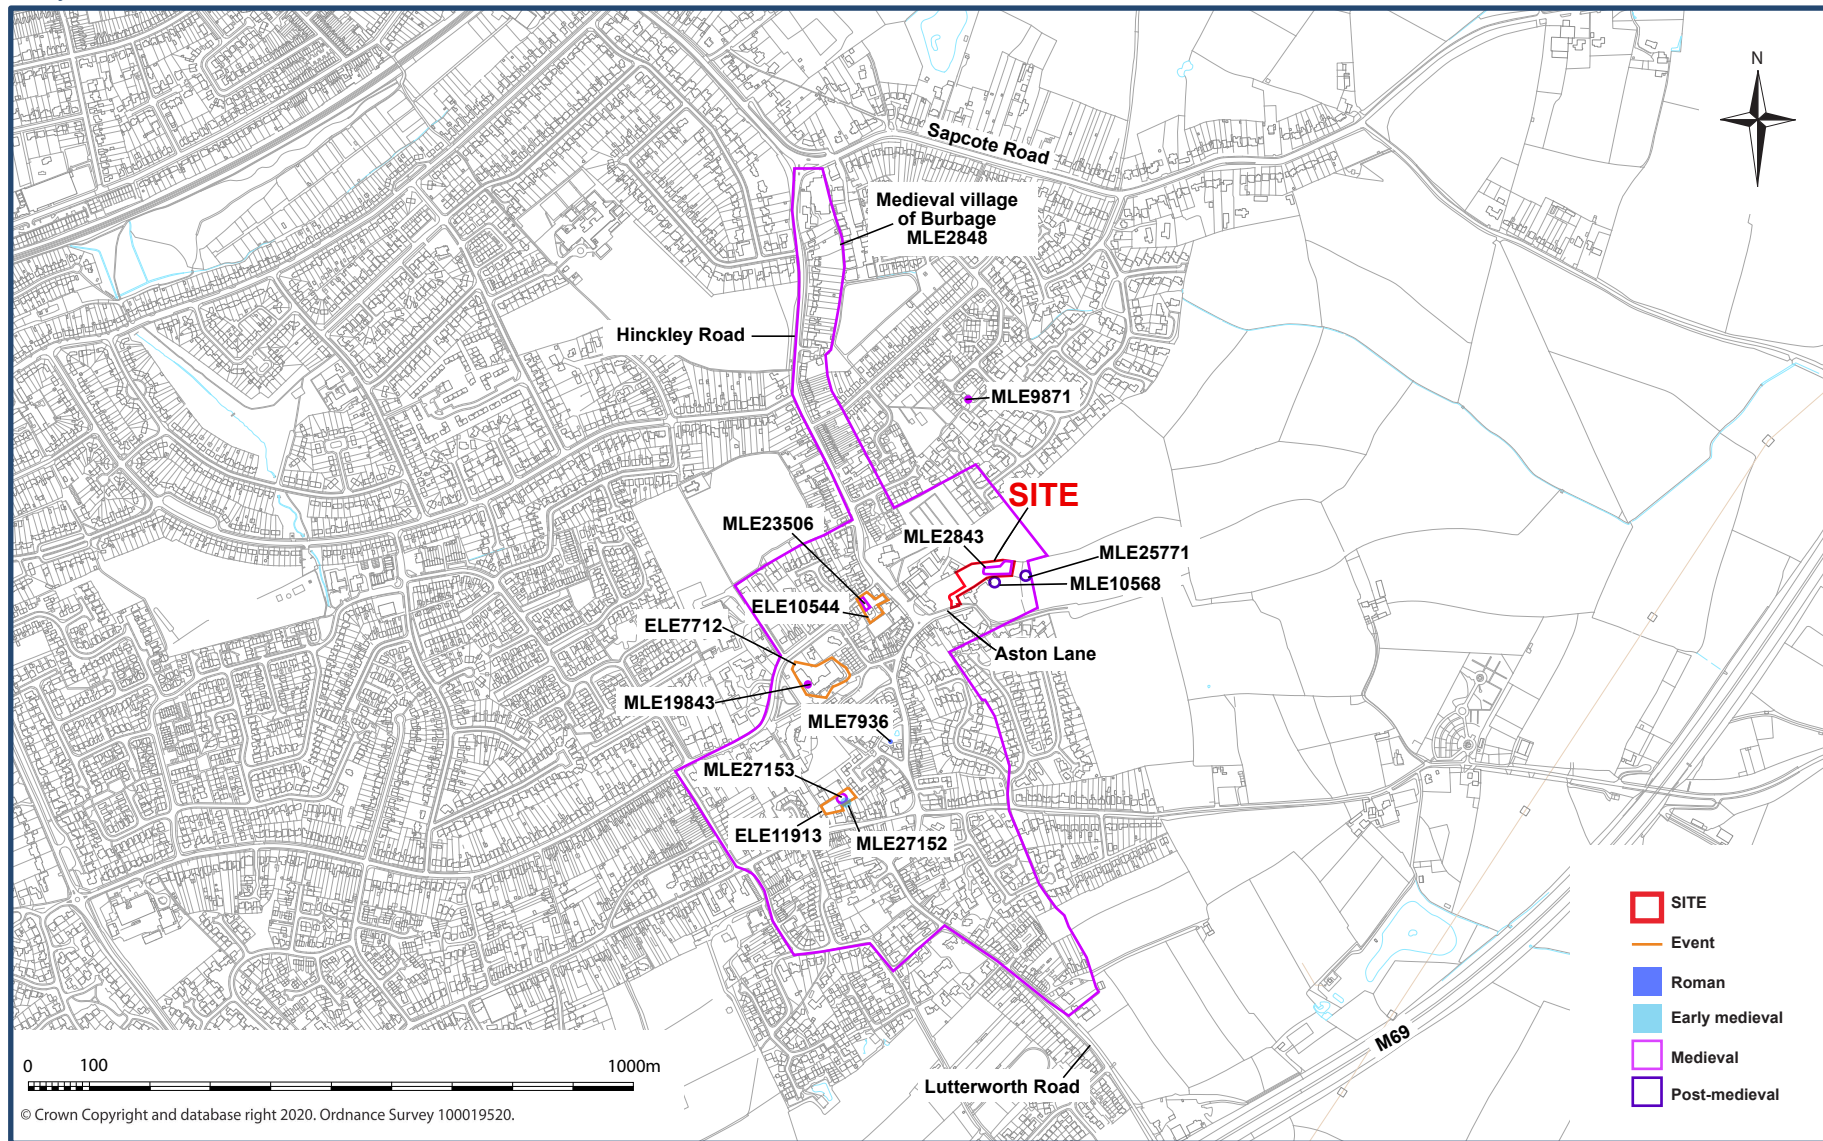 N
Sapcote Road
Medieval village
of Burbage
MLE2848
Hinckley Road
MLE9871
SITE
MLE23506
MLE2843
MLE25771
MLE10568
ELE10544
ELE7712
Aston Lane
MLE19843
MLE7936
MLE27153
ELE11913
MLE27152
SITE
Event
Roman
Early medieval
Medieval
Post-medieval
M69
Lutterworth Road
0 100 1000m
© Crown Copyright and database right 2020. Ordnance Survey 100019520.